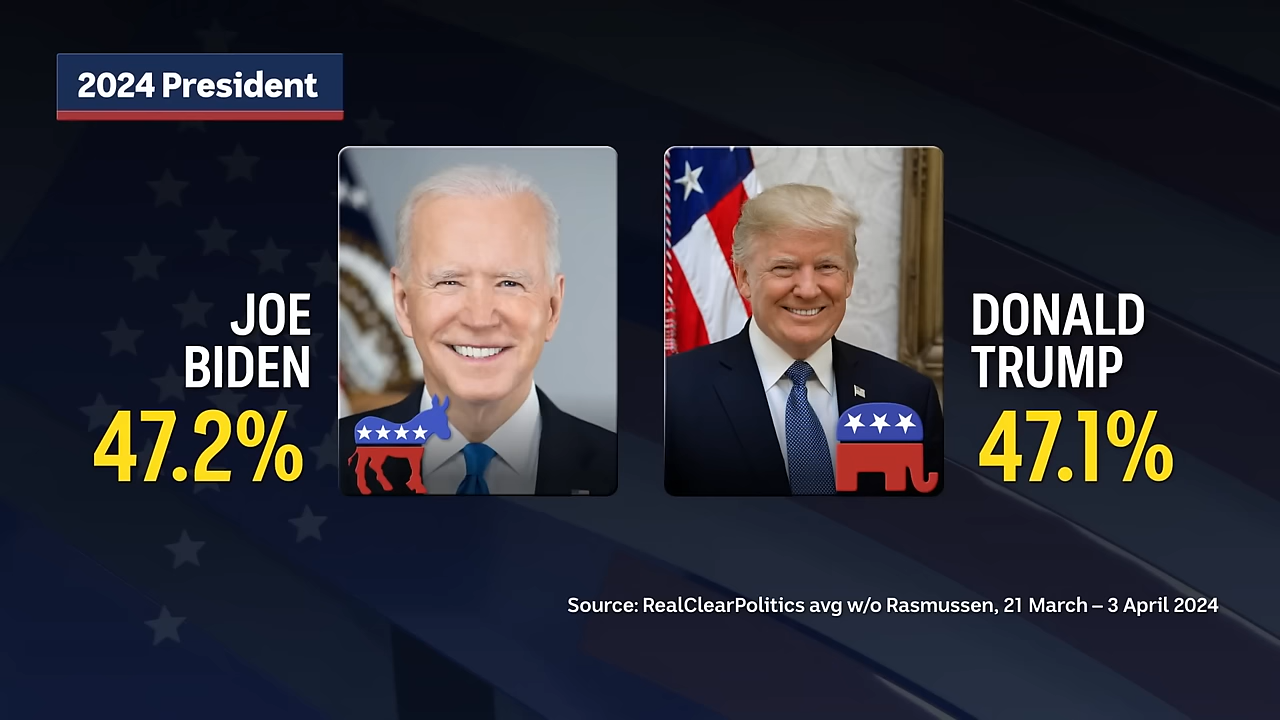 2024 President
JOE
BIDEN
47.2%
DONALD
TRUMP
47.1%
Source: RealClearPolitics avg w/o Rasmussen, 21 March – 3 April 2024